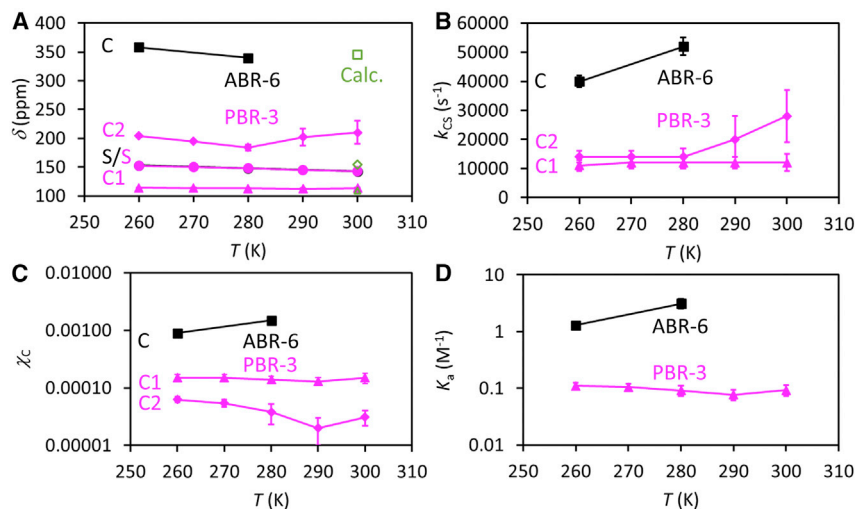 A
400
350
300
250
200
150
100
δ (ppm)
C
ABR-6
Calc.
C2
PBR-3
S/S
C1
250 260 270 280 290 300 310
T (K)
B
60000
50000
40000
30000
20000
10000
0
kCS (s-1)
C
ABR-6
PBR-3
C2
C1
250 260 270 280 290 300 310
T (K)
C
0.01000
0.00100
0.00010
0.00001
χC
C
ABR-6
PBR-3
C1
C2
250 260 270 280 290 300 310
T (K)
D
10
1
0.1
0.01
Ka (M-1)
ABR-6
PBR-3
250 260 270 280 290 300 310
T (K)